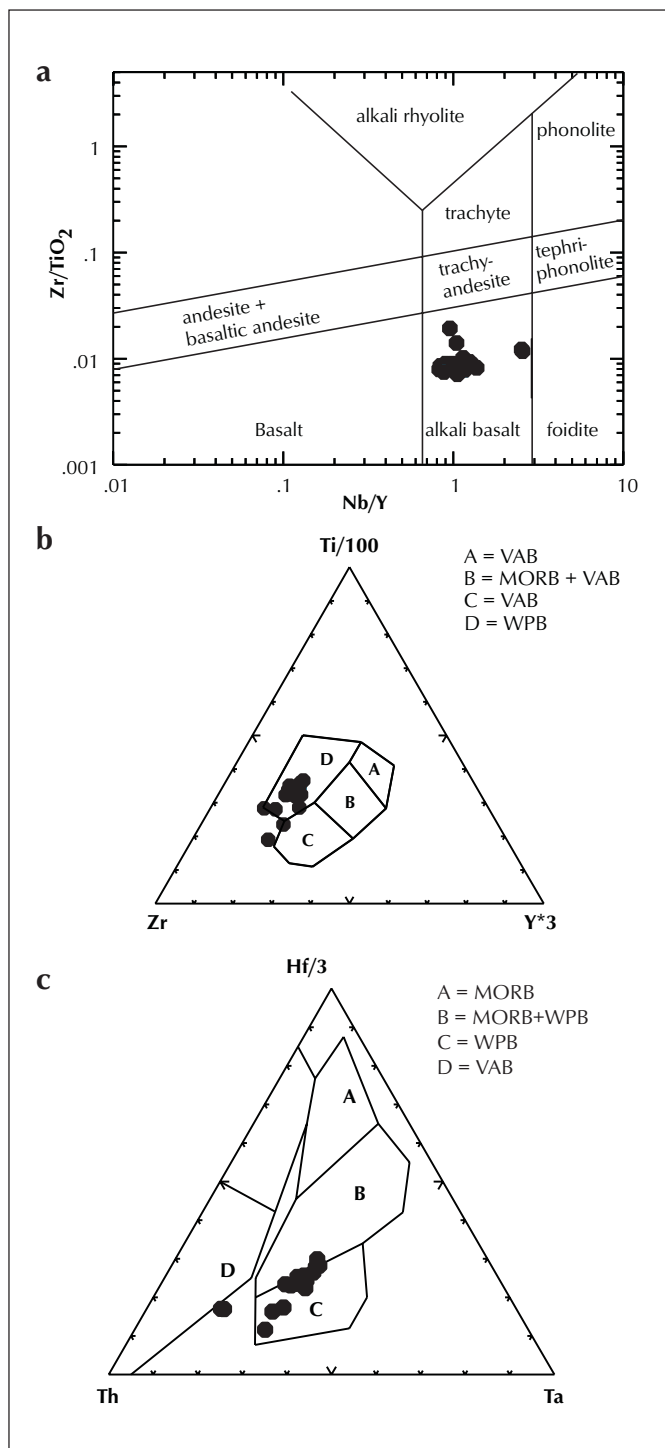 a
alkali rhyolite
phonolite
1
trachyte
Zr/TiO2
.1
trachy-
andesite
tephri-
phonolite
andesite +
basaltic andesite
.01
Basalt
alkali basalt
foidite
.001
.01
.1
1
10
Nb/Y
b
Ti/100
A = VAB
B = MORB + VAB
C = VAB
D = WPB
D
A
B
C
Zr
Y*3
c
Hf/3
A = MORB
B = MORB+WPB
C = WPB
D = VAB
A
B
D
C
Th
Ta